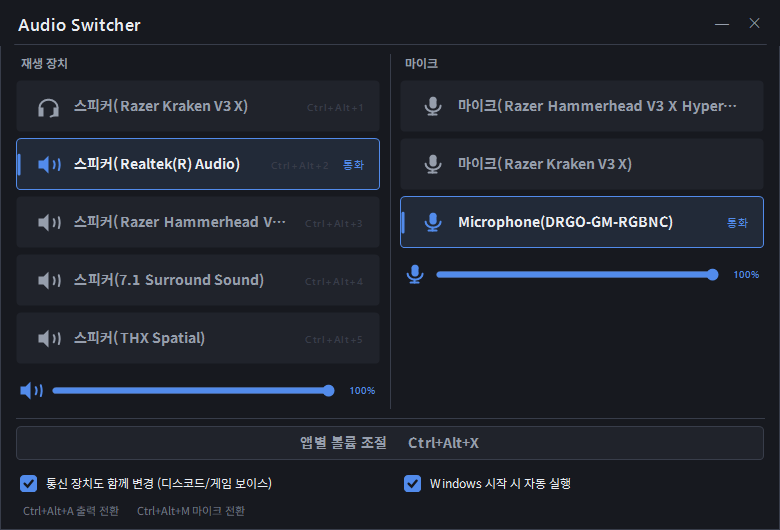 Audio Switcher
재생 장치
스피커(Razer Kraken V3 X) Ctrl+Alt+1
스피커(Realtek(R) Audio) Ctrl+Alt+2 통화
스피커(Razer Hammerhead V··· Ctrl+Alt+3
스피커(7.1 Surround Sound) Ctrl+Alt+4
스피커(THX Spatial) Ctrl+Alt+5
100%
마이크
마이크(Razer Hammerhead V3 X Hyper···
마이크(Razer Kraken V3 X)
Microphone(DRGO-GM-RGBNC) 통화
100%
앱별 볼륨 조절 Ctrl+Alt+X
통신 장치도 함께 변경 (디스코드/게임 보이스)
Windows 시작 시 자동 실행
Ctrl+Alt+A 출력 전환 Ctrl+Alt+M 마이크 전환